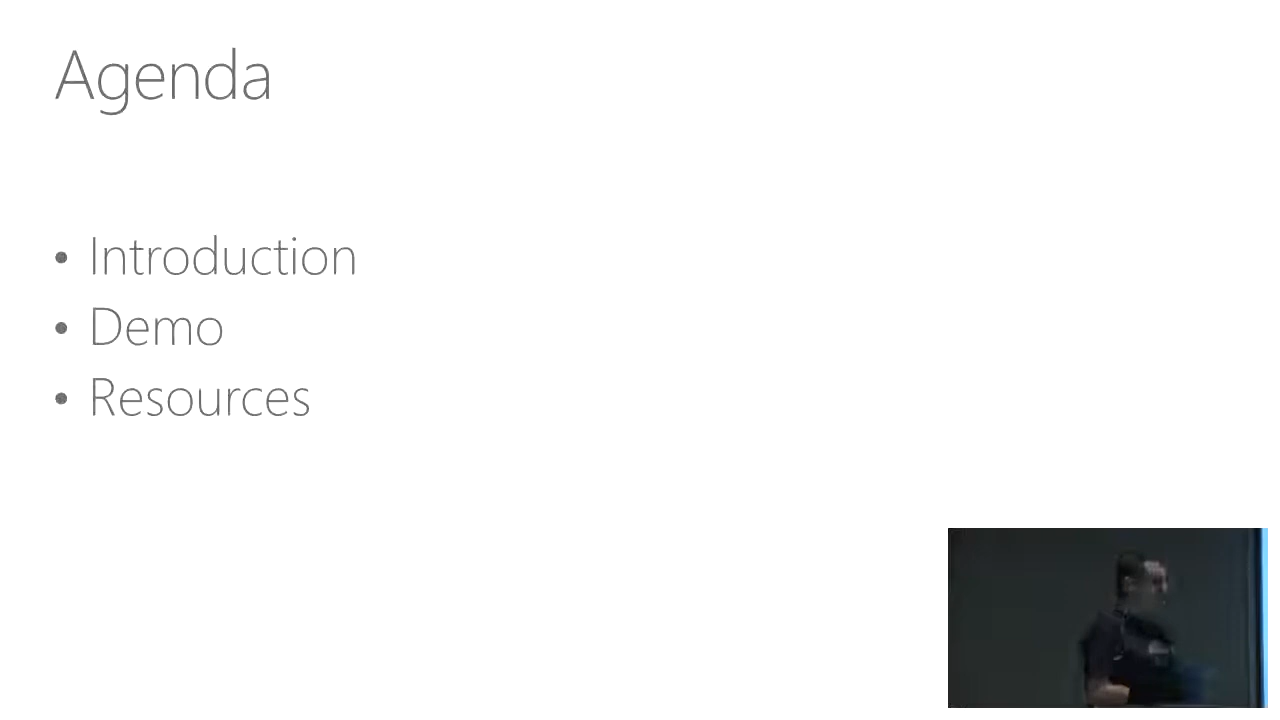 Agenda
• Introduction
• Demo
• Resources